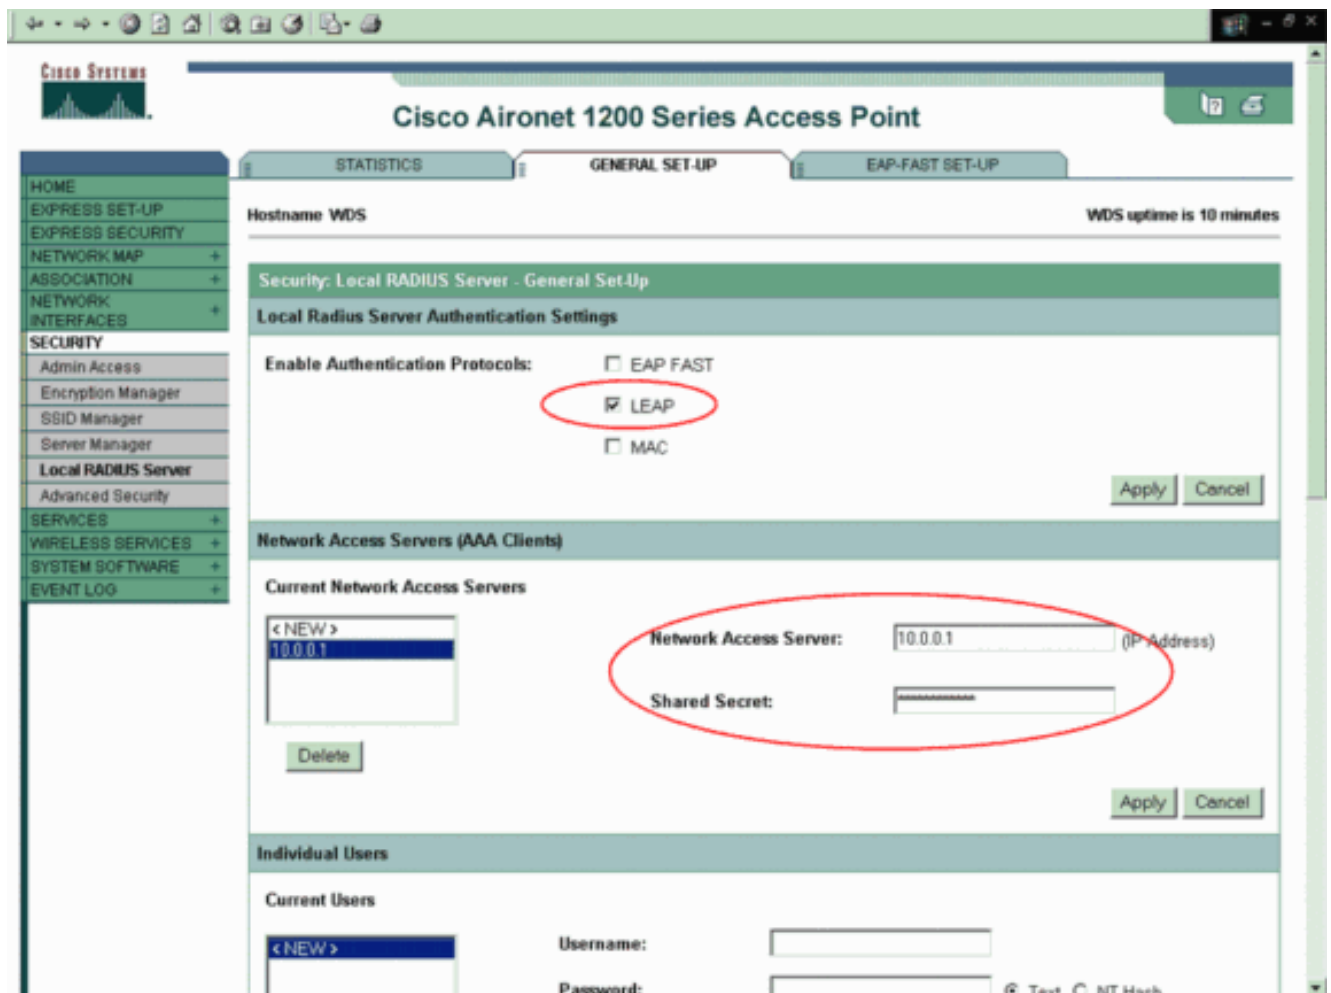 CISCO SYSTEMS
Cisco Aironet 1200 Series Access Point
STATISTICS
GENERAL SET-UP
EAP-FAST SET-UP
HOME
EXPRESS SET-UP
EXPRESS SECURITY
NETWORK MAP +
ASSOCIATION +
NETWORK
INTERFACES +
SECURITY
Admin Access
Encryption Manager
SSID Manager
Server Manager
Local RADIUS Server
Advanced Security
SERVICES +
WIRELESS SERVICES +
SYSTEM SOFTWARE +
EVENT LOG +
Hostname WDS
WDS uptime is 10 minutes
Security: Local RADIUS Server - General Set-Up
Local Radius Server Authentication Settings
Enable Authentication Protocols:
EAP FAST
LEAP
MAC
Apply
Cancel
Network Access Servers (AAA Clients)
Current Network Access Servers
< NEW >
10.0.0.1
Delete
Network Access Server: 10.0.0.1 (IP Address)
Shared Secret:
Apply
Cancel
Individual Users
Current Users
< NEW >
Username:
Password:
Text
NT Hash